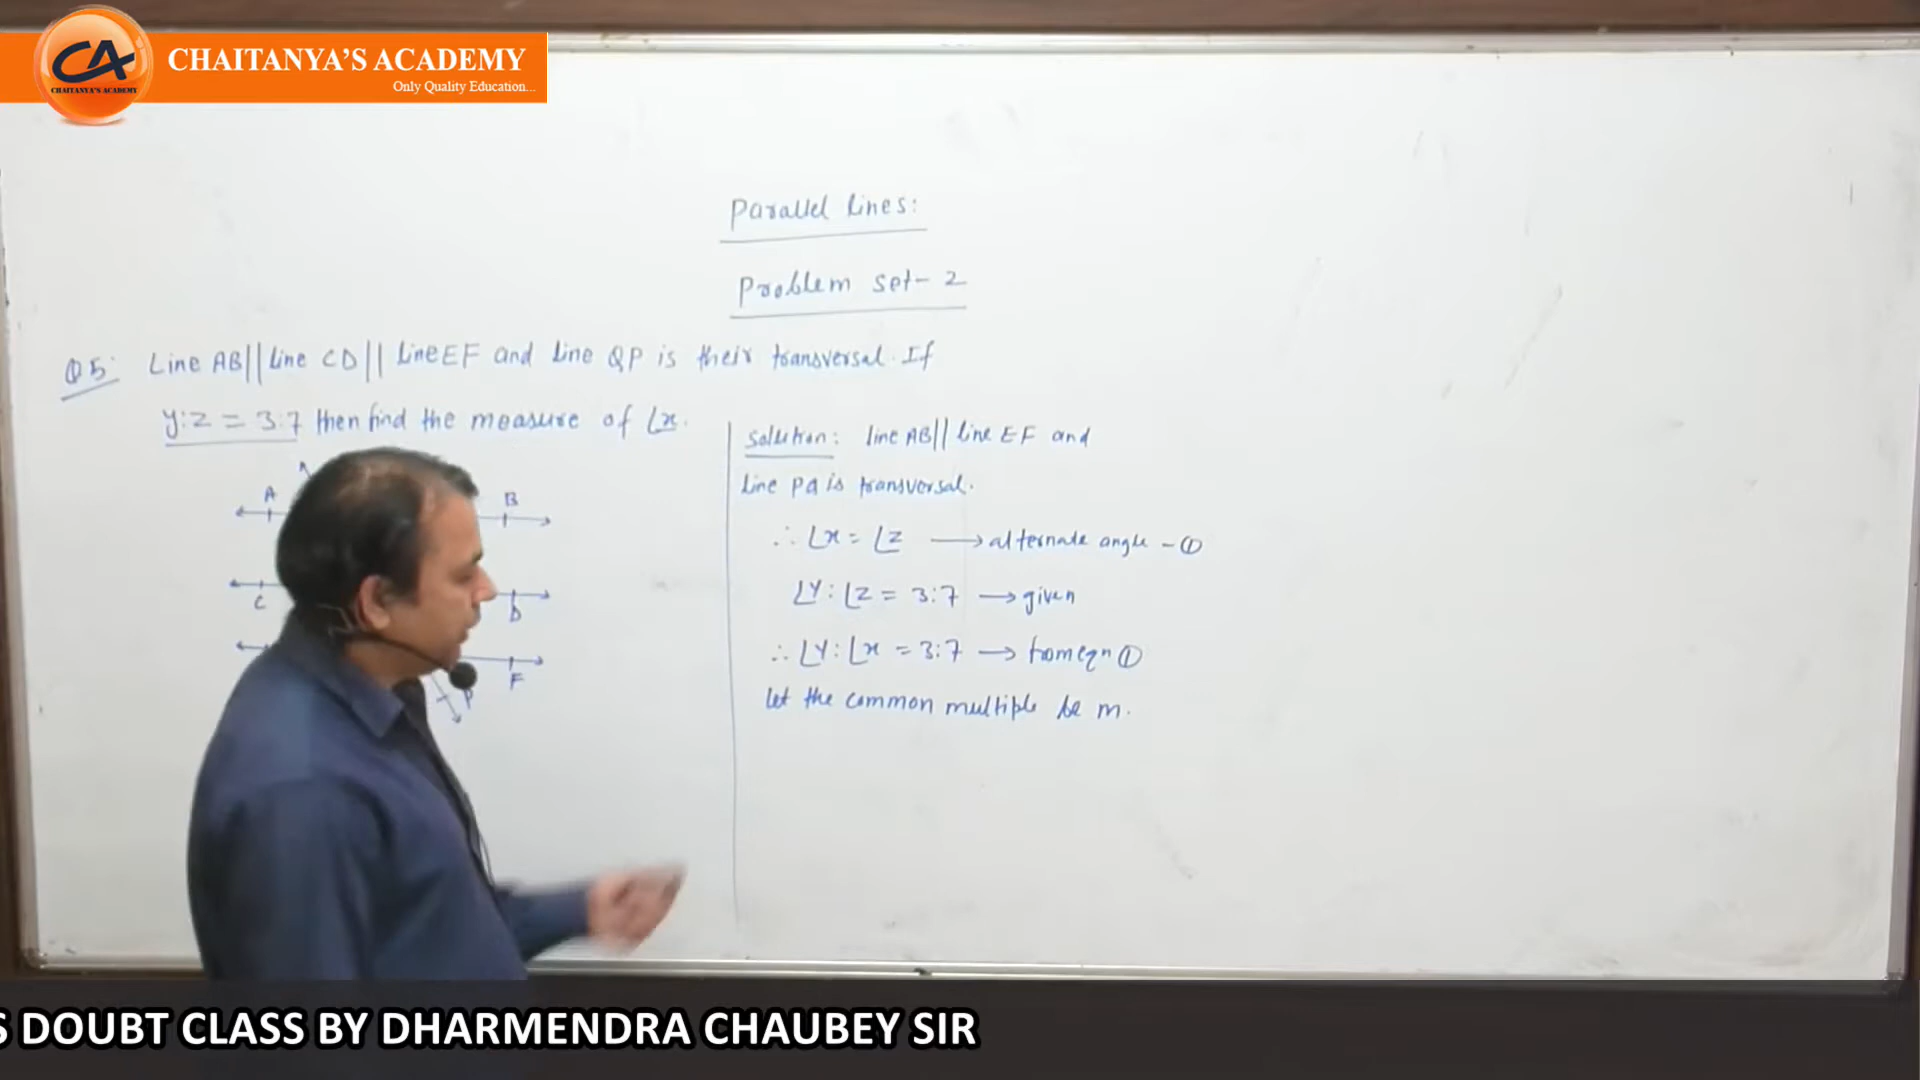 CA
CHAITANYA'S ACADEMY
CHAITANYA'S ACADEMY
Only Quality Education...
Parallel Lines:
Problem set-2
Q5: Line AB||line CD||line EF and line QP is their transversal. If
y:z = 3:7 then find the measure of ∠x.
A
B
C
D
F
P
Solution: line AB||line EF and
Line PQ is transversal.
∴ ∠x = ∠z ⟶ alternate angle - ①
∠y:∠z = 3:7 ⟶ given
∴ ∠y:∠x = 3:7 ⟶ from eqn ①
let the common multiple be m.
S DOUBT CLASS BY DHARMENDRA CHAUBEY SIR